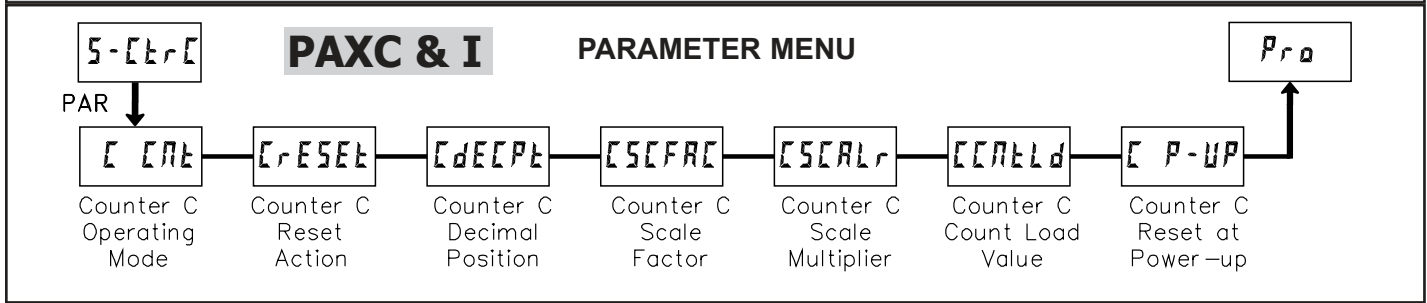 5-CtrC
PAXC & I
PARAMETER MENU
Pro
PAR
C CNt
CrESEt
CdECPt
CSCFAC
CSCALr
CCNtLd
C P-UP
Counter C
Operating
Mode
Counter C
Reset
Action
Counter C
Decimal
Position
Counter C
Scale
Factor
Counter C
Scale
Multiplier
Counter C
Count Load
Value
Counter C
Reset at
Power-up